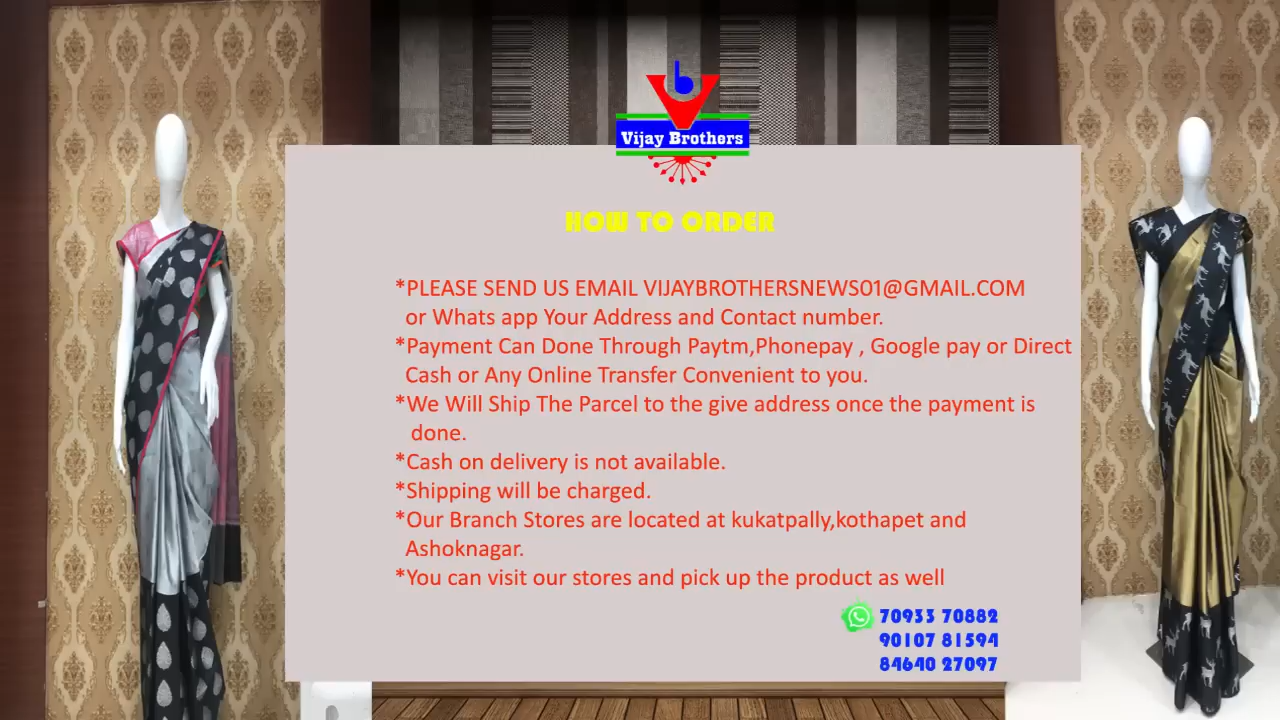 b
Vijay Brothers
HOW TO ORDER
*PLEASE SEND US EMAIL VIJAYBROTHERSNEWS01@GMAIL.COM
or Whats app Your Address and Contact number.
*Payment Can Done Through Paytm,Phonepay , Google pay or Direct
Cash or Any Online Transfer Convenient to you.
*We Will Ship The Parcel to the give address once the payment is
done.
*Cash on delivery is not available.
*Shipping will be charged.
*Our Branch Stores are located at kukatpally,kothapet and
Ashoknagar.
*You can visit our stores and pick up the product as well
70933 70882
90107 81594
84640 27097